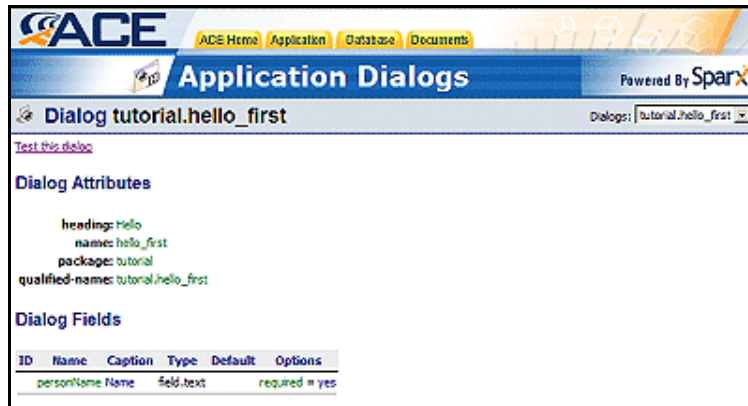 ACE
ACE Home Application Database Documents
Application Dialogs
Powered By Sparx
Dialog tutorial.hello_first
Dialogs: tutorial.hello_first
Test this dialog
Dialog Attributes
heading: Hello
name: hello_first
package: tutorial
qualified-name: tutorial.hello_first
Dialog Fields
ID Name Caption Type Default Options
personName Name field.text required = yes